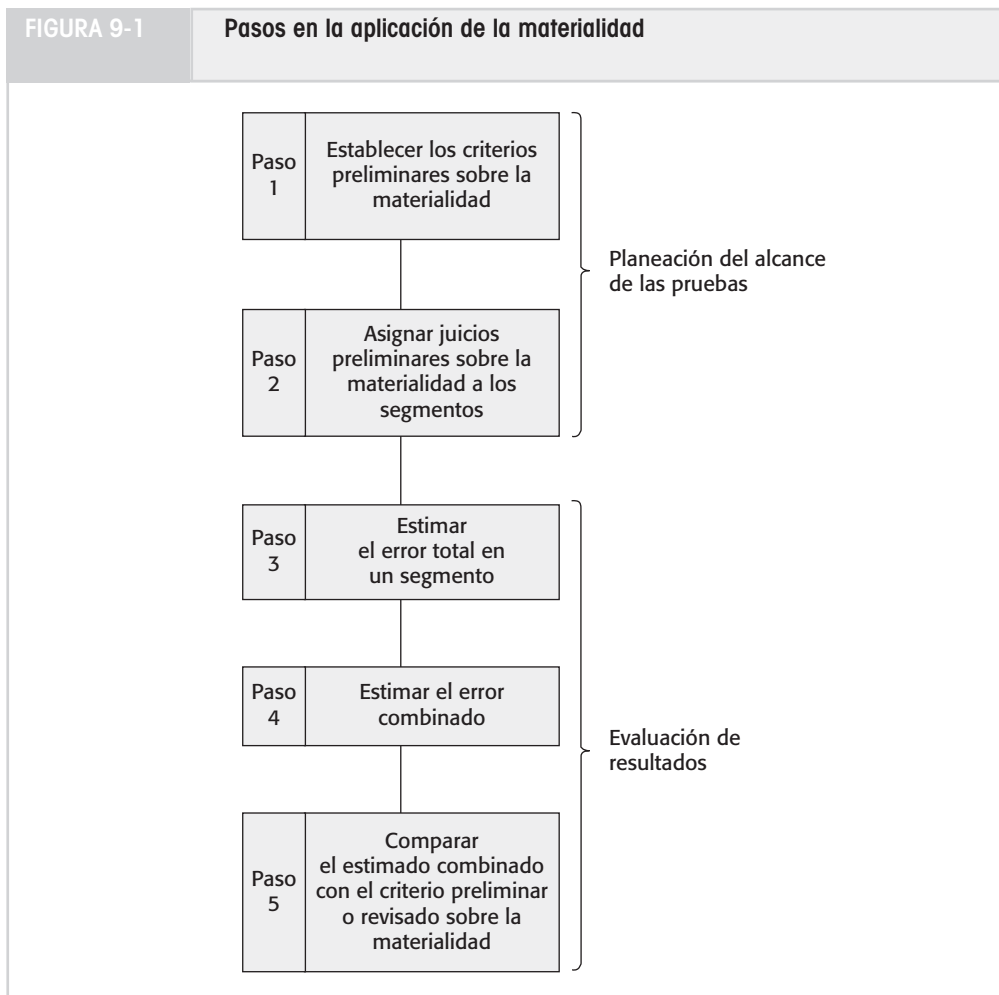 FIGURA 9-1
Pasos en la aplicación de la materialidad
Paso
1
Establecer los criterios
preliminares sobre la
materialidad
Planeación del alcance
de las pruebas
Paso
2
Asignar juicios
preliminares sobre la
materialidad a los
segmentos
Paso
3
Estimar
el error total en
un segmento
Paso
4
Estimar el error
combinado
Evaluación de
resultados
Paso
5
Comparar
el estimado combinado
con el criterio preliminar
o revisado sobre la
materialidad